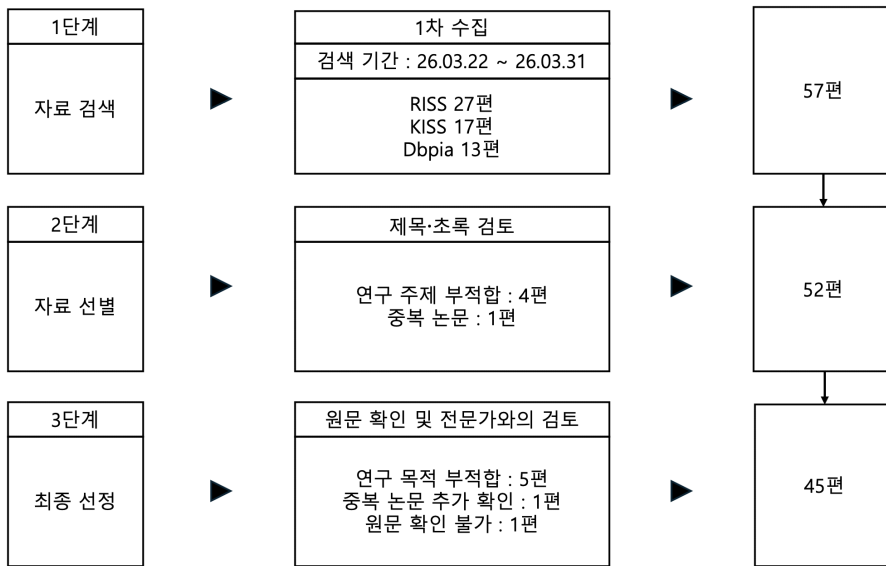 1단계
자료 검색
1차 수집
검색 기간 : 26.03.22 ~ 26.03.31
RISS 27편
KISS 17편
Dbpia 13편
57편
2단계
자료 선별
제목·초록 검토
연구 주제 부적합 : 4편
중복 논문 : 1편
52편
3단계
최종 선정
원문 확인 및 전문가와의 검토
연구 목적 부적합 : 5편
중복 논문 추가 확인 : 1편
원문 확인 불가 : 1편
45편